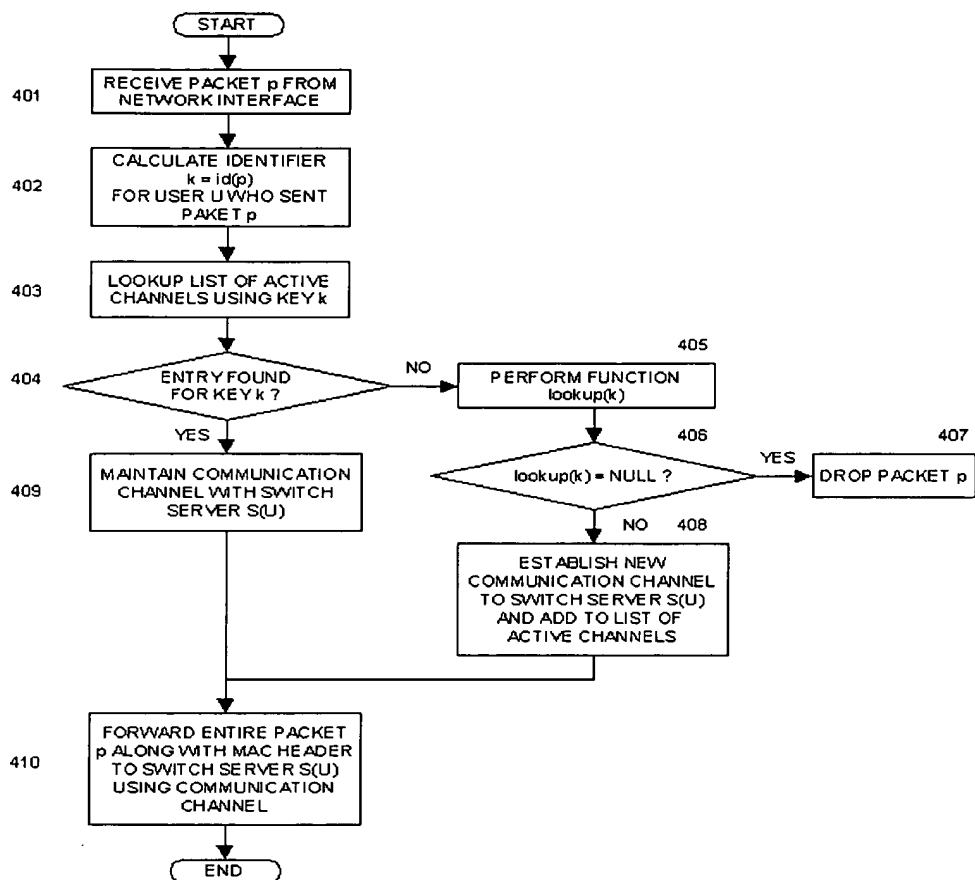 START
401
RECEIVE PACKET p FROM
NETWORK INTERFACE
402
CALCULATE IDENTIFIER
k = id(p)
FOR USER U WHO SENT
PAKET p
403
LOOKUP LIST OF ACTIVE
CHANNELS USING KEY k
404
ENTRY FOUND
FOR KEY k ?
NO
405
PERFORM FUNCTION
lookup(k)
YES
406
lookup(k) = NULL ?
YES
407
DROP PACKET p
409
MAINTAIN COMMUNICATION
CHANNEL WITH SWITCH
SERVER S(U)
NO
408
ESTABLISH NEW
COMMUNICATION CHANNEL
TO SWITCH SERVER S(U)
AND ADD TO LIST OF
ACTIVE CHANNELS
410
FORWARD ENTIRE PACKET
p ALONG WITH MAC HEADER
TO SWITCH SERVER S(U)
USING COMMUNICATION
CHANNEL
END